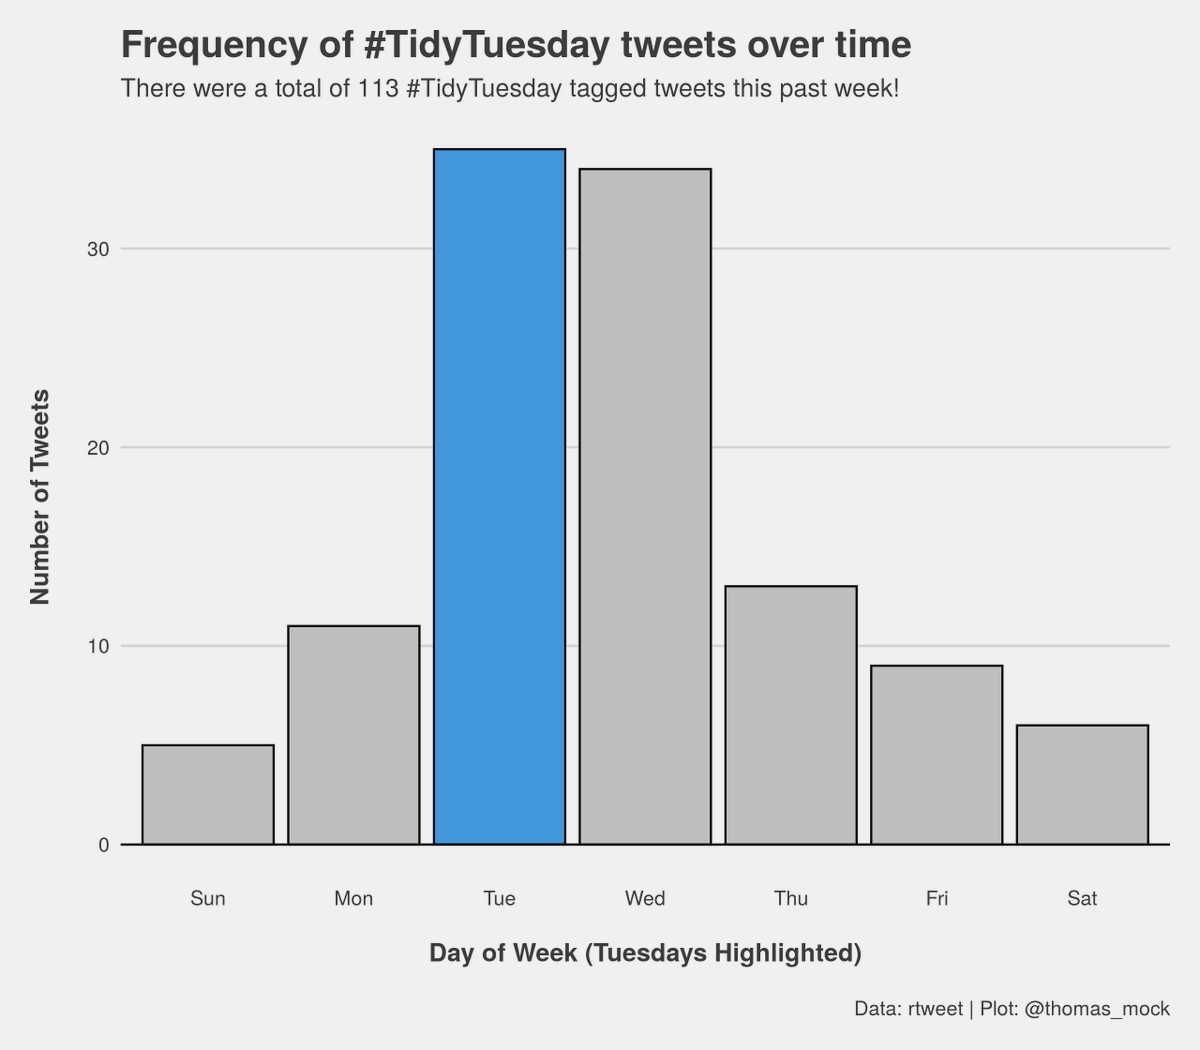 Frequency of #TidyTuesday tweets over time
There were a total of 113 #TidyTuesday tagged tweets this past week!
Number of Tweets
30
20
10
0
Sun Mon Tue Wed Thu Fri Sat
Day of Week (Tuesdays Highlighted)
Data: rtweet | Plot: @thomas_mock